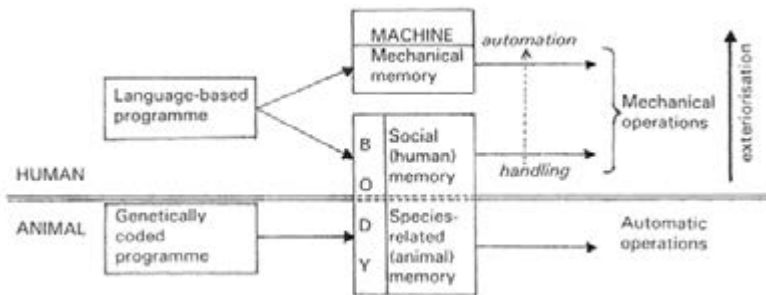 MACHINE
Mechanical
memory
automation
Language-based
programme
Mechanical
operations
exteriorisation
B
O
Social
(human)
memory
handling
HUMAN
ANIMAL
Genetically
coded
programme
D
Y
Species-
related
(animal)
memory
Automatic
operations